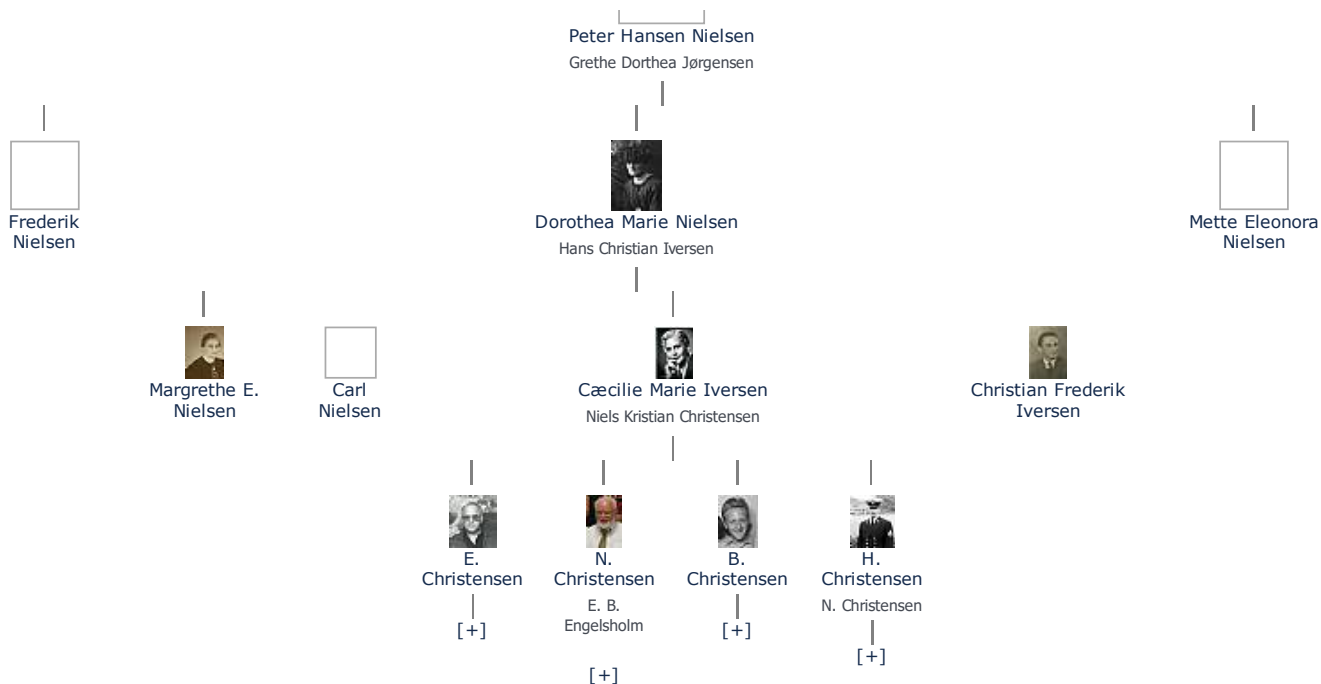 Peter Hansen Nielsen
Grethe Dorthea Jørgensen
Frederik
Nielsen
Dorothea Marie Nielsen
Hans Christian Iversen
Mette Eleonora
Nielsen
Margrethe E.
Nielsen
Carl
Nielsen
Cæcilie Marie Iversen
Niels Kristian Christensen
Christian Frederik
Iversen
E.
Christensen
[+]
N.
Christensen
E. B.
Engelsholm
[+]
B.
Christensen
[+]
H.
Christensen
N. Christensen
[+]